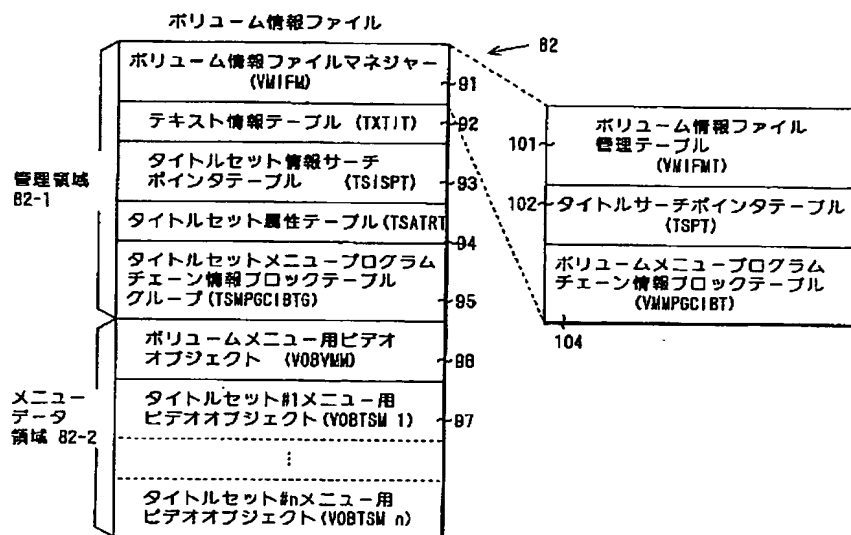 ボリューム情報ファイル
82
ボリューム情報ファイルマネジャー
(VMIFM)
91
テキスト情報テーブル (TXTIT)
92
タイトルセット情報サーチ
ポインタテーブル (TSISPT)
93
タイトルセット属性テーブル(TSATRT
94
タイトルセットメニュープログラム
チェーン情報ブロックテーブル
グループ(TSMPGCIBTG)
95
管理領域
82-1
ボリュームメニュー用ビデオ
オブジェクト (VOBVMM)
96
タイトルセット#1メニュー用
ビデオオブジェクト(VOBTSM 1)
97
⋮
タイトルセット#nメニュー用
ビデオオブジェクト(VOBTSM n)
メニュー
データ
領域 82-2
101
ボリューム情報ファイル
管理テーブル
(VMIFMT)
102
タイトルサーチポインタテーブル
(TSPT)
ボリュームメニュープログラム
チェーン情報ブロックテーブル
(VMMPGCIBT)
104